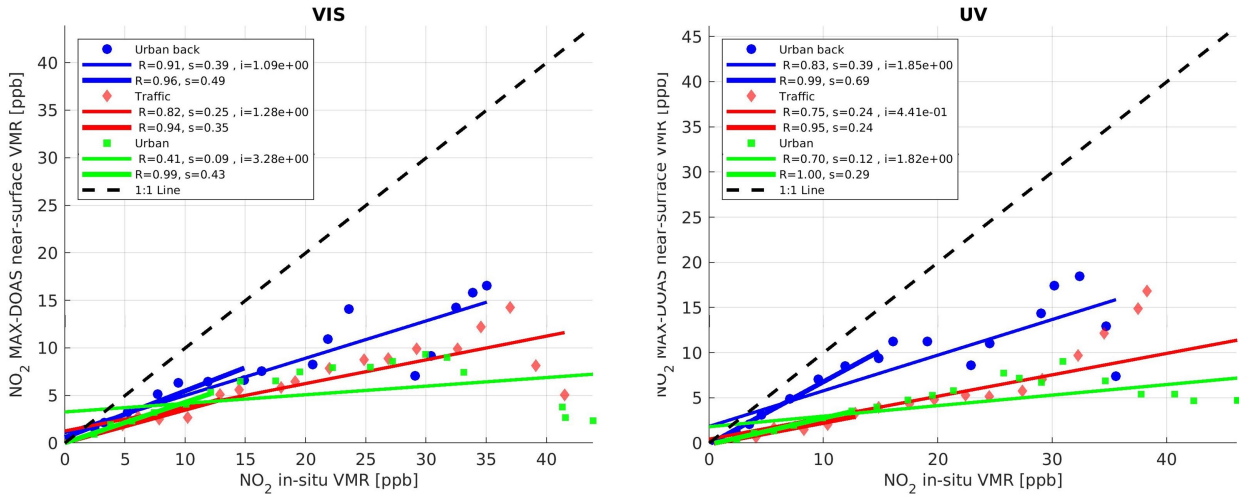 VIS
NO2 MAX-DOAS near-surface VMR [ppb]
40
35
30
25
20
15
10
5
0
Urban back
R=0.91, s=0.39 , i=1.09e+00
R=0.96, s=0.49
Traffic
R=0.82, s=0.25 , i=1.28e+00
R=0.94, s=0.35
Urban
R=0.41, s=0.09 , i=3.28e+00
R=0.99, s=0.43
1:1 Line
0 5 10 15 20 25 30 35 40
NO2 in-situ VMR [ppb]
UV
NO2 MAX-DOAS near-surface VMR [ppb]
45
40
35
30
25
20
15
10
5
0
Urban back
R=0.83, s=0.39 , i=1.85e+00
R=0.99, s=0.69
Traffic
R=0.75, s=0.24 , i=4.41e-01
R=0.95, s=0.24
Urban
R=0.70, s=0.12 , i=1.82e+00
R=1.00, s=0.29
1:1 Line
0 10 20 30 40
NO2 in-situ VMR [ppb]